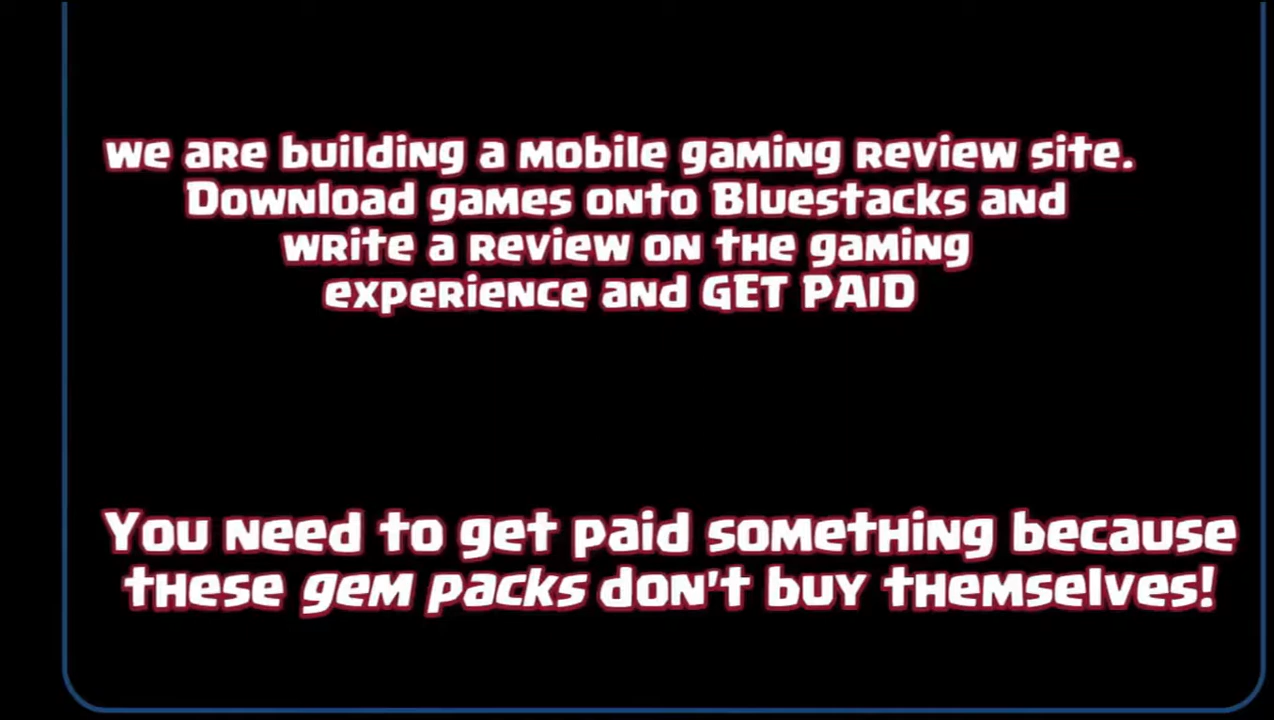 we are building a mobile gaming review site.
Download games onto Bluestacks and
write a review on the gaming
experience and GET PAID
You need to get paid something because
these gem packs don't buy themselves!